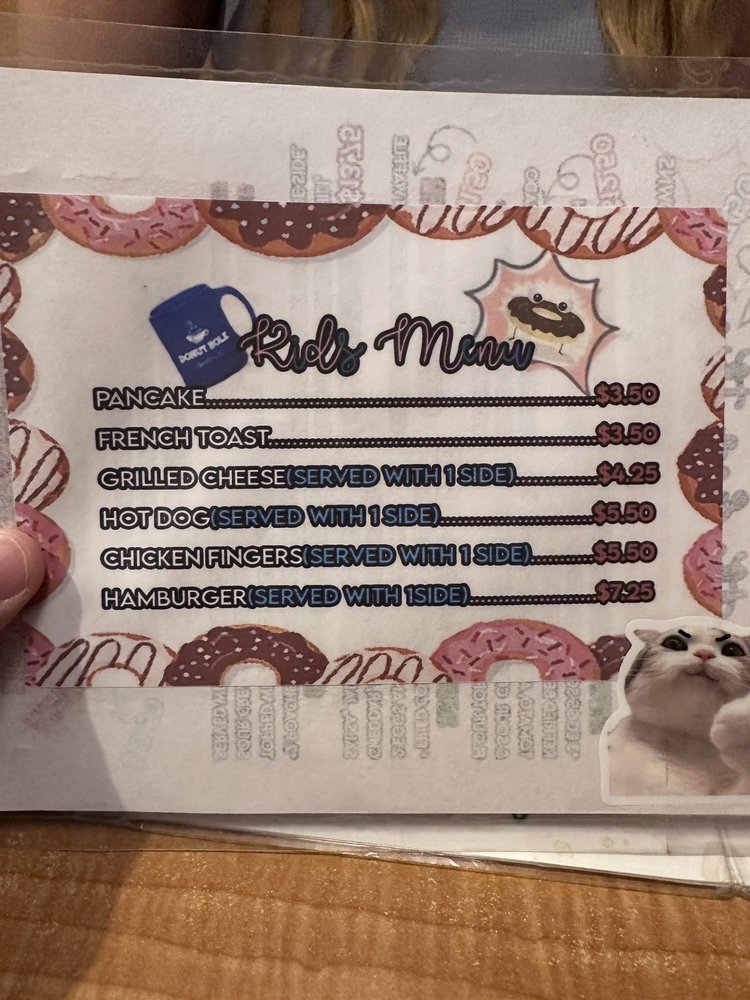 DONUT HOLE
Kids Menu
PANCAKE $3.50
FRENCH TOAST $3.50
GRILLED CHEESE(SERVED WITH 1 SIDE) $4.25
HOT DOG(SERVED WITH 1 SIDE) $5.50
CHICKEN FINGERS(SERVED WITH 1 SIDE) $5.50
HAMBURGER(SERVED WITH 1SIDE) $7.25